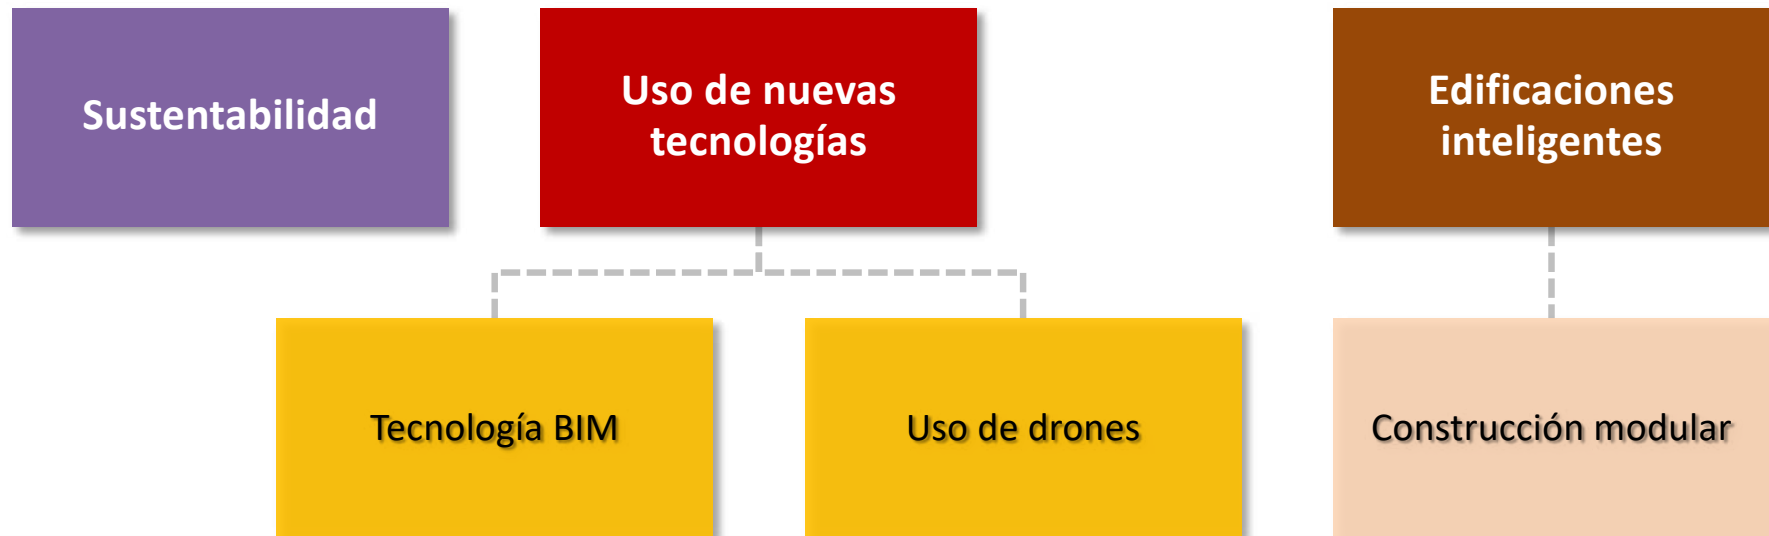 Sustentabilidad
Uso de nuevas
tecnologías
Edificaciones
inteligentes
Tecnología BIM
Uso de drones
Construcción modular